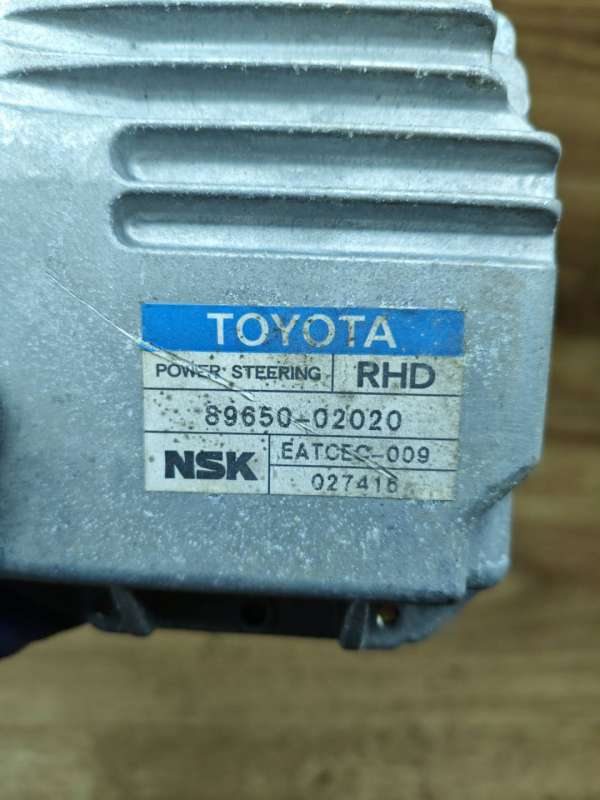 TOYOTA
POWER STEERING RHD
89650-02020
NSK EATCEC-009
027416